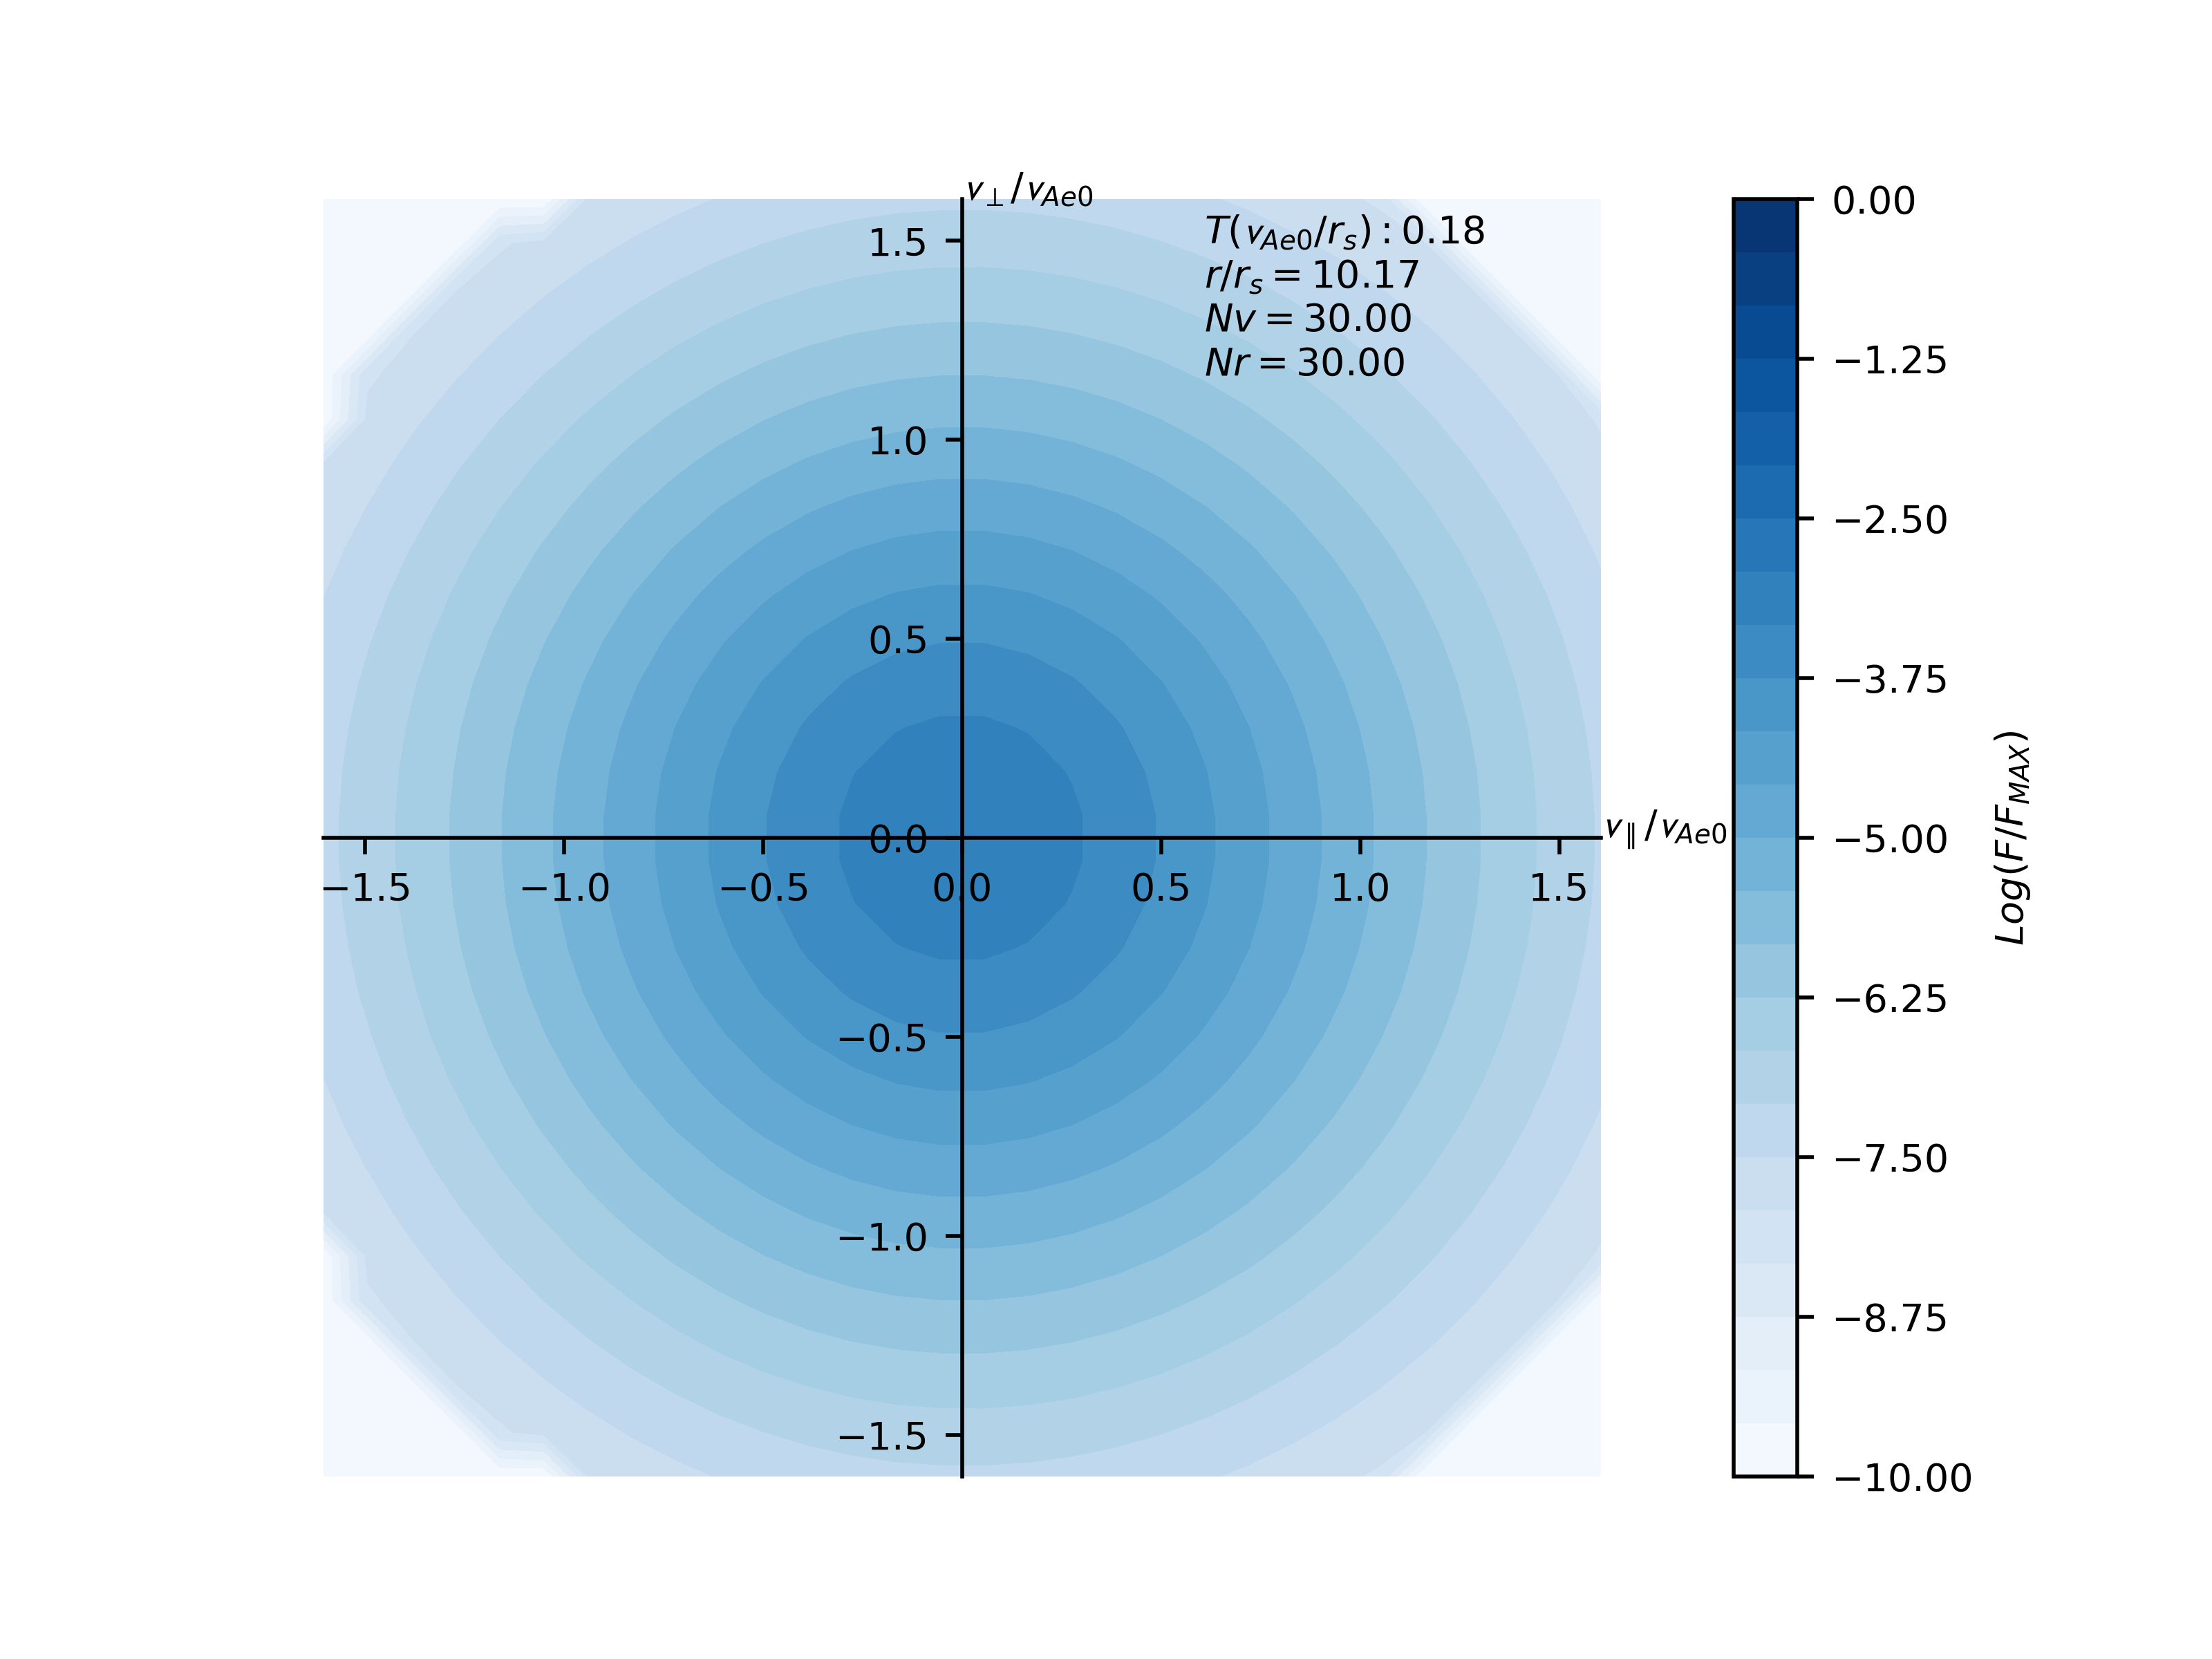 v⊥/vAe0
T(vAe0/rs) : 0.18
r/rs = 10.17
Nv = 30.00
Nr = 30.00
1.5
1.0
0.5
0.0
−0.5
−1.0
−1.5
−1.5 −1.0 −0.5 0.0 0.5 1.0 1.5
v∥/vAe0
0.00
−1.25
−2.50
−3.75
−5.00
−6.25
−7.50
−8.75
−10.00
Log(F/FMAX)